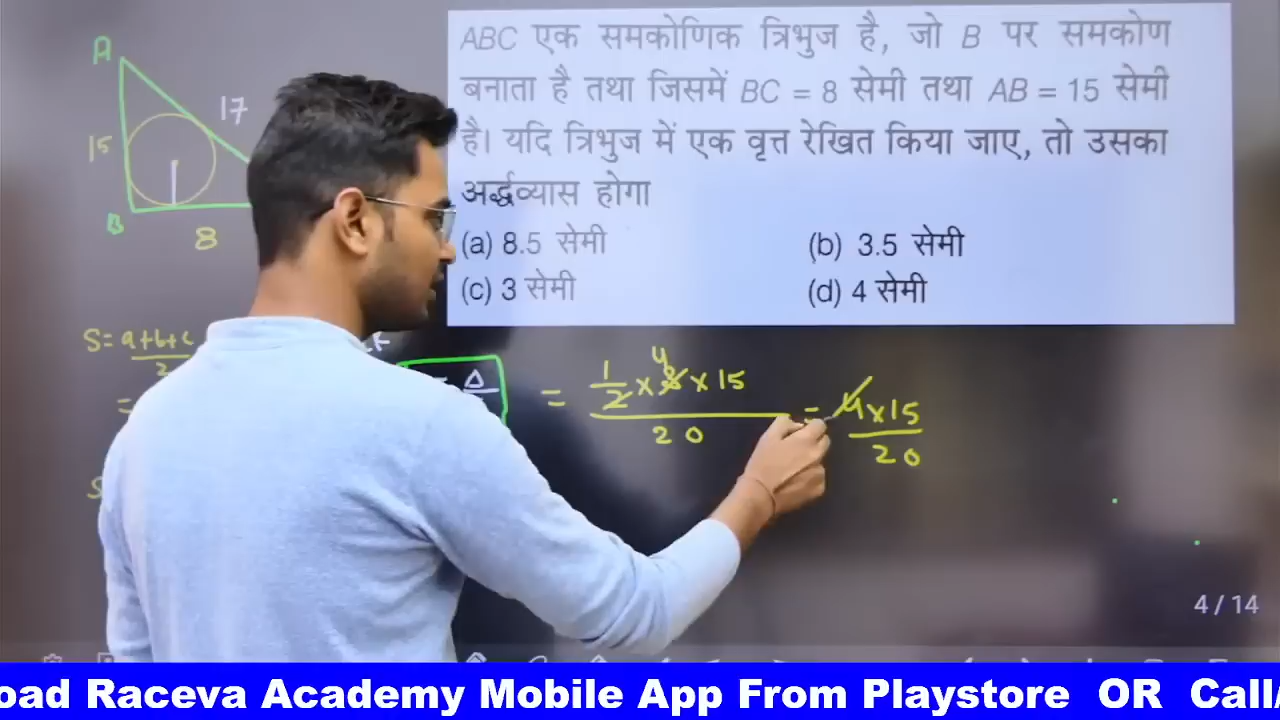 ABC एक समकोणिक त्रिभुज है, जो B पर समकोण
बनाता है तथा जिसमें BC = 8 सेमी तथा AB = 15 सेमी
है। यदि त्रिभुज में एक वृत्त रेखित किया जाए, तो उसका
अर्द्धव्यास होगा
(a) 8.5 सेमी (b) 3.5 सेमी
(c) 3 सेमी (d) 4 सेमी
A
17
15
B
8
S = a+b+c
2
=
Δ
= 1/2 × 8 × 15
4
20
= 4 × 15
20
S
4 / 14
oad Raceva Academy Mobile App From Playstore OR Call